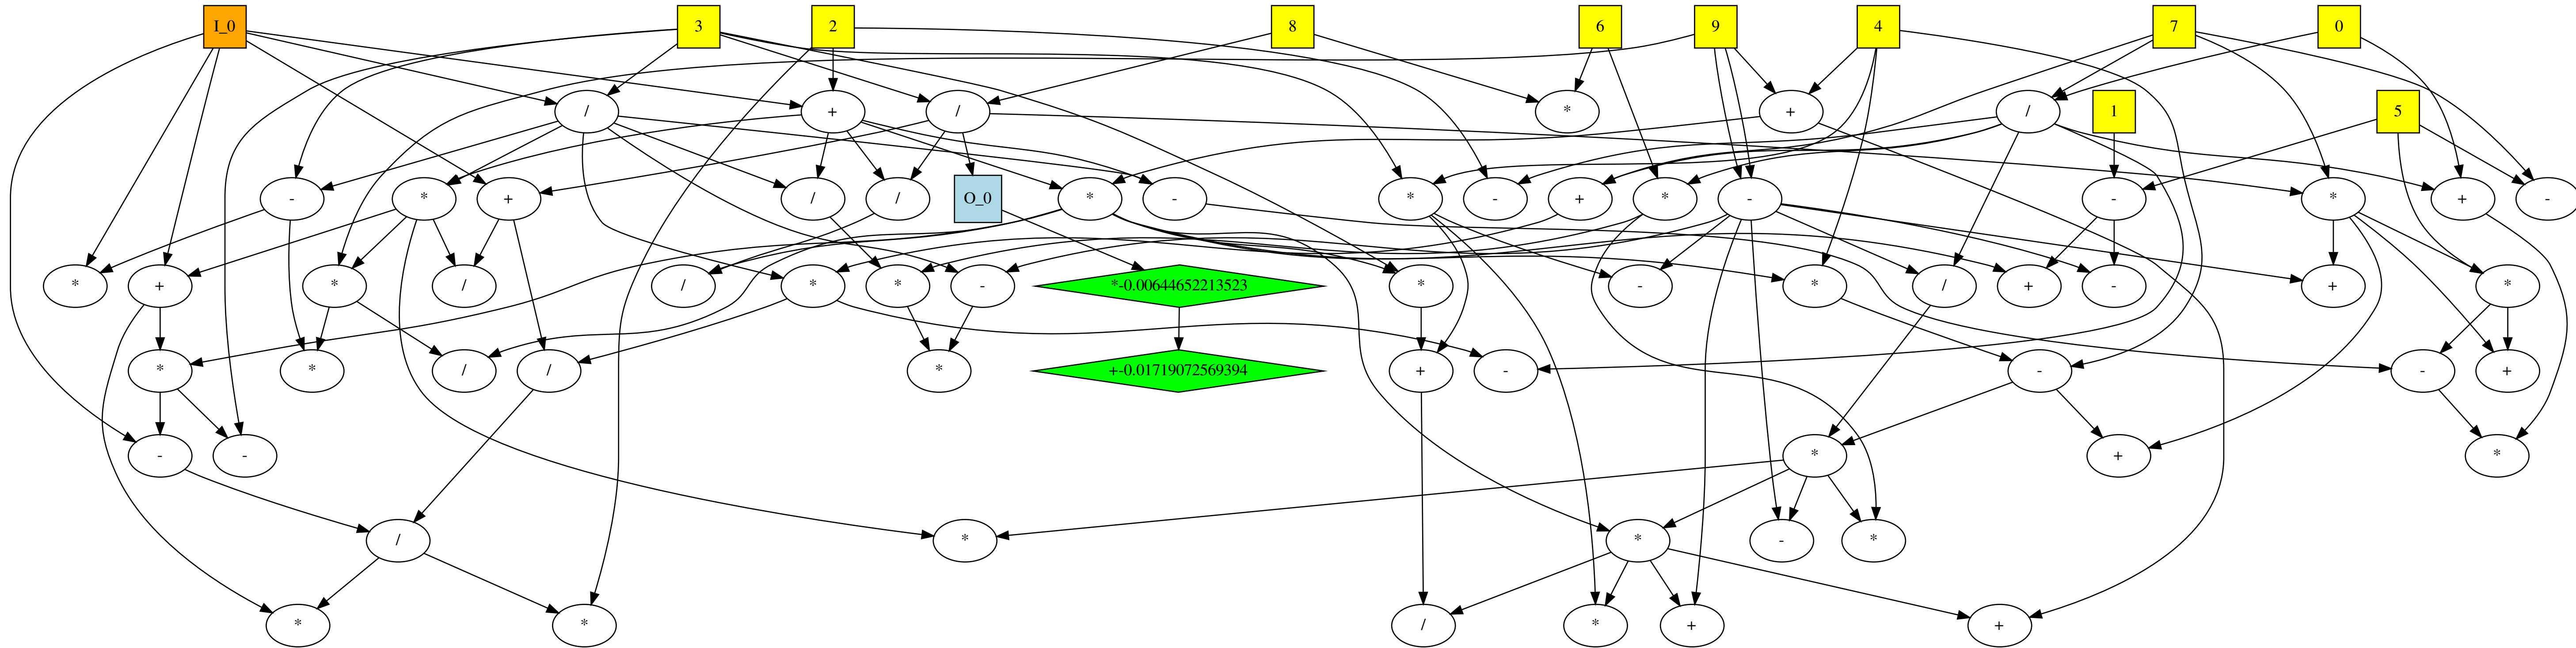 I_0 3 2 8 6 9 4 7 0
/ + / * + / 1 5
- * + / / O_0 * - * - + * - - * + -
* + * / / * * - *-0.00644652213523 * - * / + - + *
* * / / * +-0.01719072569394 + - - - +
- - * + *
/ * * - *
* * / * + +